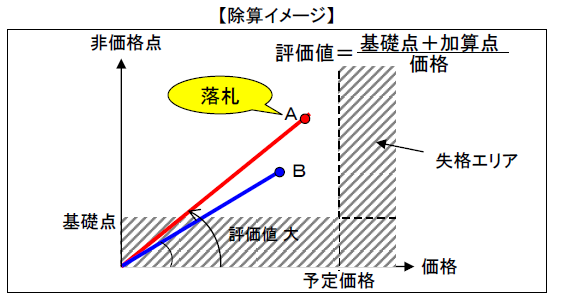 【除算イメージ】
非価格点
評価値＝基礎点＋加算点
価格
落札
A
B
失格エリア
基礎点
評価値 大
予定価格
価格